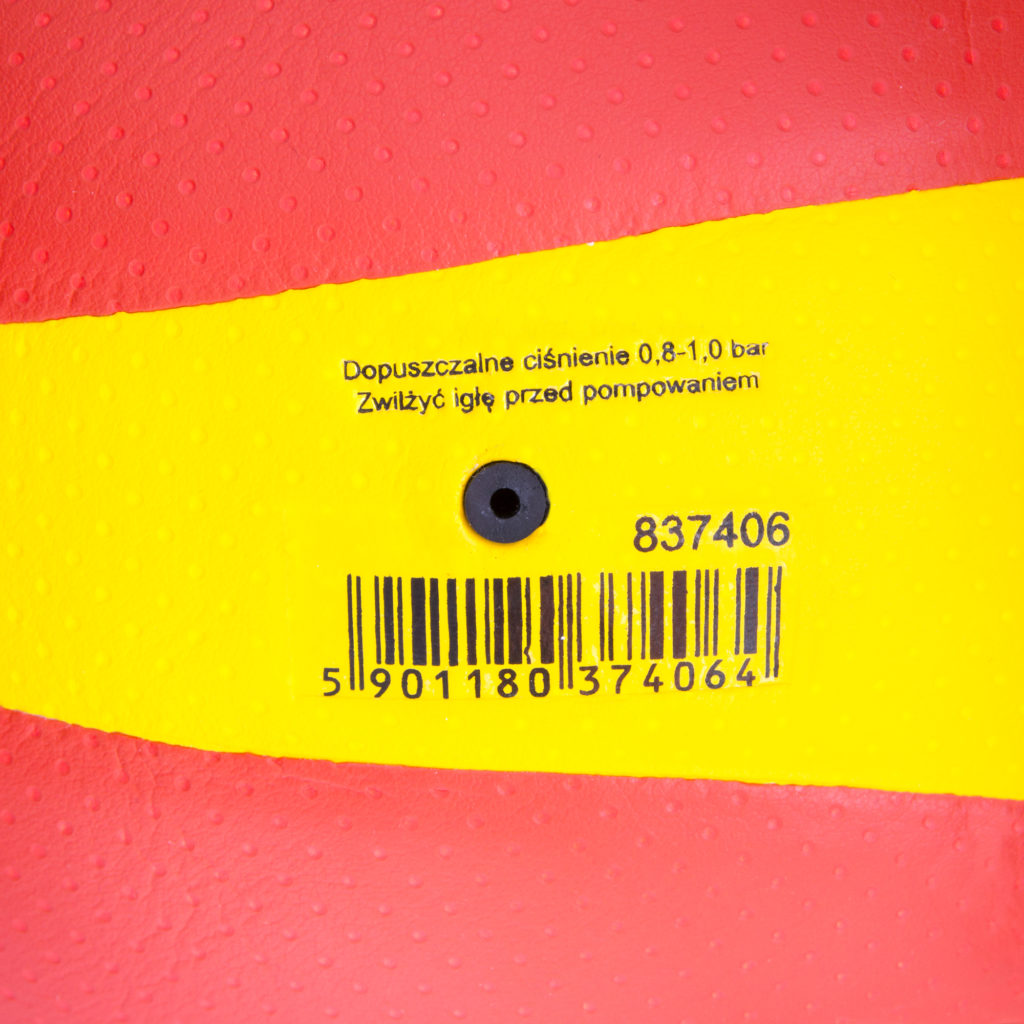 Dopuszczalne ciśnienie 0,8-1,0 bar
Zwilżyć igłę przed pompowaniem
837406
5 901180 374064